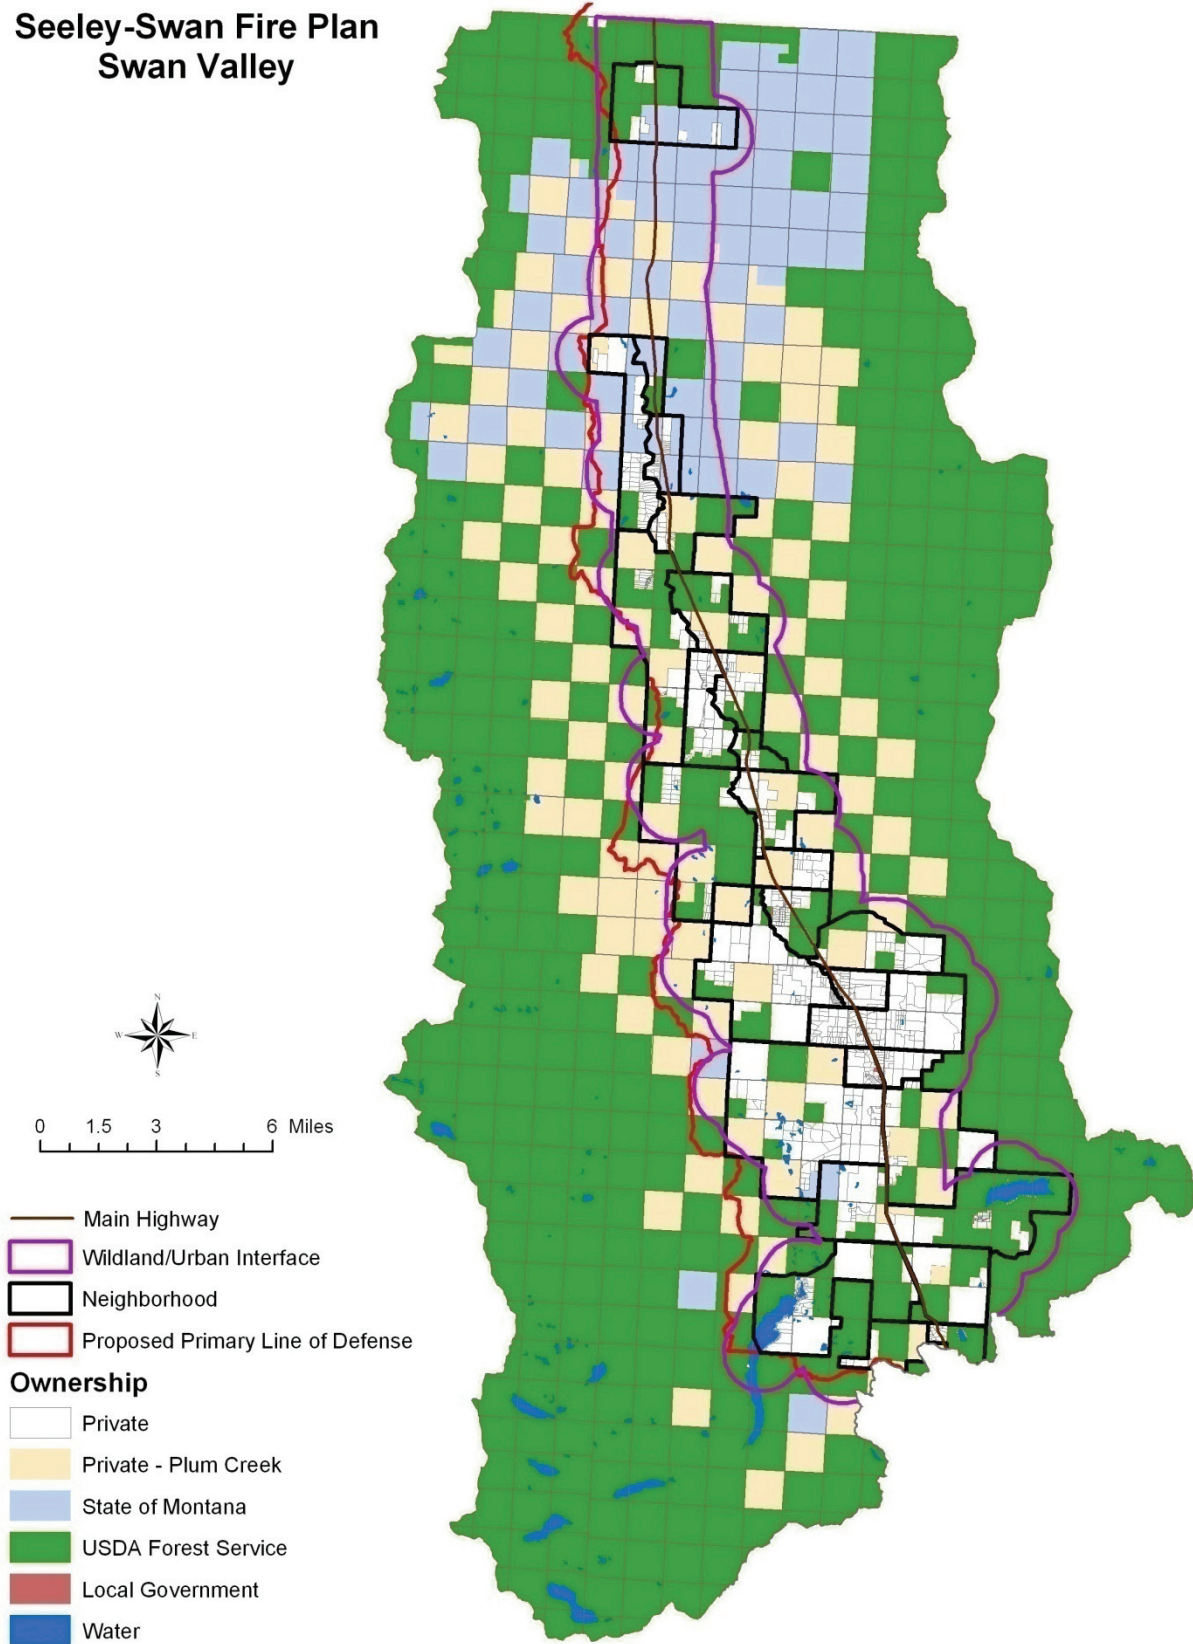 Seeley-Swan Fire Plan
Swan Valley
N
W E
S
0 1.5 3 6 Miles
Main Highway
Wildland/Urban Interface
Neighborhood
Proposed Primary Line of Defense
Ownership
Private
Private - Plum Creek
State of Montana
USDA Forest Service
Local Government
Water